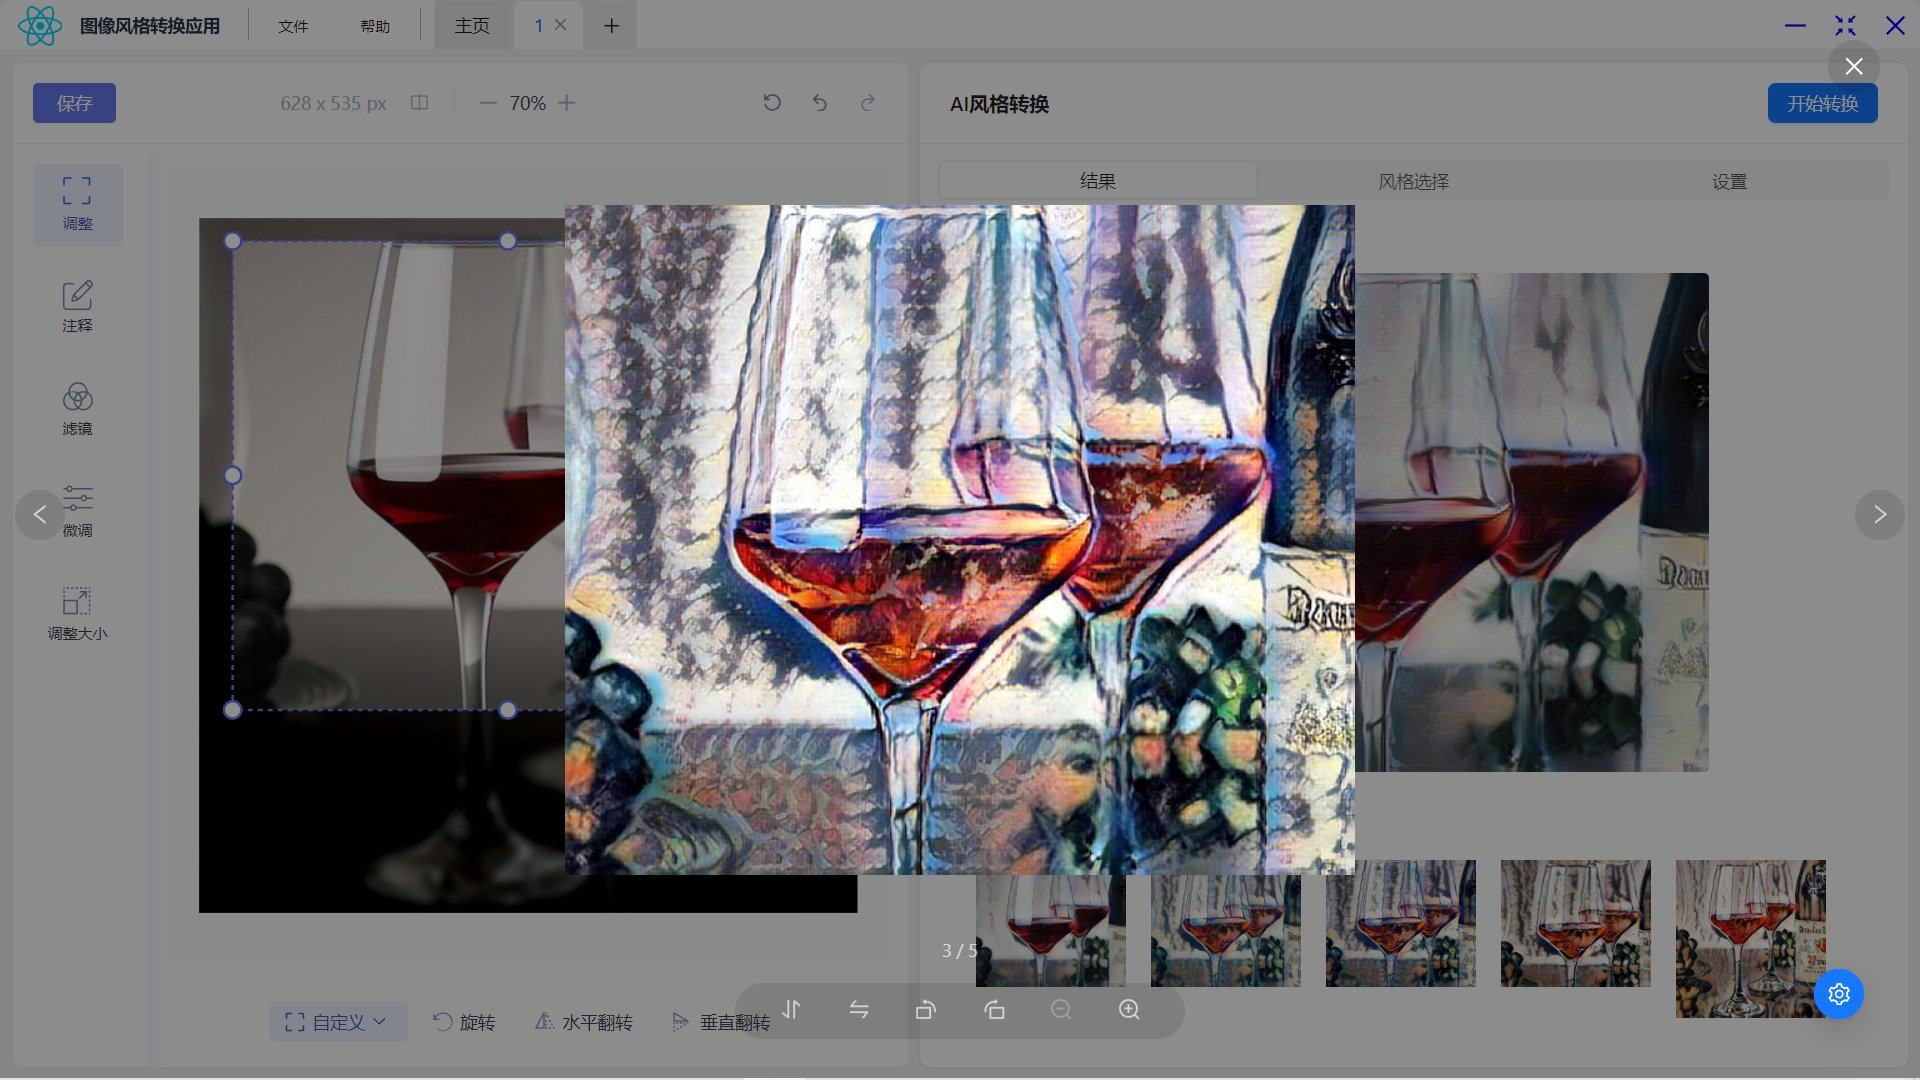 图像风格转换应用
文件
帮助
主页
1
保存
628 x 535 px
70%
AI风格转换
开始转换
结果
风格选择
设置
调整
注释
滤镜
微调
调整大小
3 / 5
自定义
旋转
水平翻转
垂直翻转